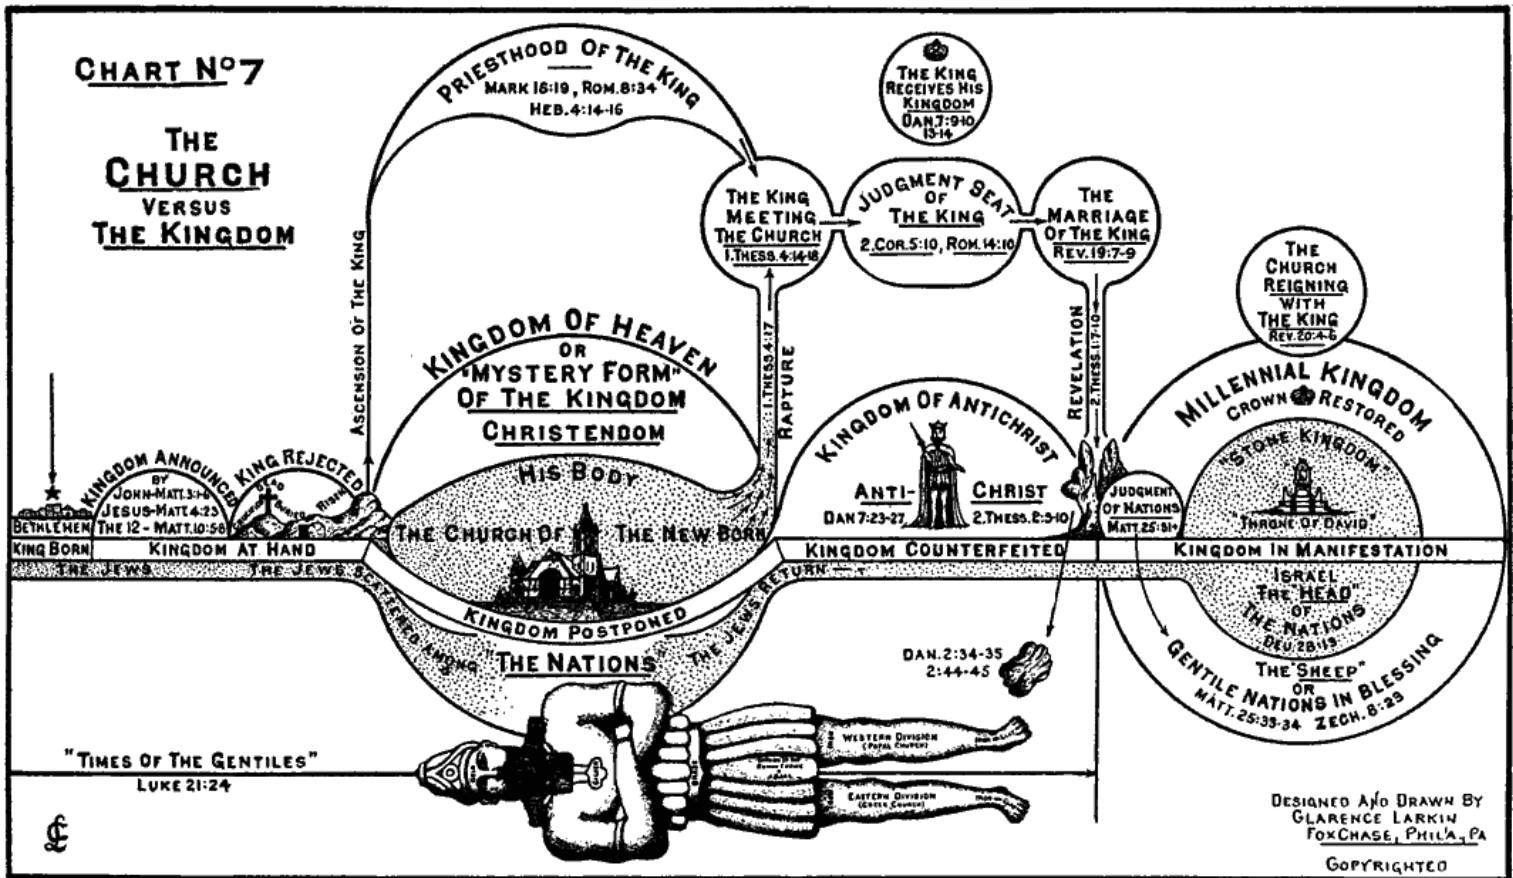 CHART NO 7
THE
CHURCH
VERSUS
THE KINGDOM
PRIESTHOOD OF THE KING
MARK 16:19, ROM. 8:34
HEB. 4:14-16
THE KING
RECEIVES HIS
KINGDOM
DAN. 7:9-10
13-14
THE KING
MEETING
THE CHURCH
1. THESS. 4:14-18
JUDGMENT SEAT
OF
THE KING
2. COR. 5:10, ROM. 14:10
THE
MARRIAGE
OF THE KING
REV. 19:7-9
THE
CHURCH
REIGNING
WITH
THE KING
REV. 20:4-6
ASCENSION OF THE KING
KINGDOM OF HEAVEN
OR
"MYSTERY FORM"
OF THE KINGDOM
CHRISTENDOM
1. THESS. 4:17
RAPTURE
REVELATION
2. THESS. 1:7-10
KINGDOM OF ANTICHRIST
ANTI- CHRIST
DAN 7:23-27 2. THESS. 2:3-10
MILLENNIAL KINGDOM
CROWN RESTORED
"STONE KINGDOM"
"THRONE OF DAVID"
JUDGMENT
OF NATIONS
KINGDOM ANNOUNCED
BY
JOHN-MATT. 3:1-6
JESUS-MATT. 4:23
THE 12-MATT.
KING REJECTED
DEAD
BURIED
RISEN
BETHLEHEM
KING BORN
KINGDOM AT HAND
HIS BODY
THE CHURCH OF THE NEW BORN
KINGDOM POSTPONED
KINGDOM COUNTERFEITED
KINGDOM IN MANIFESTATION
THE JEWS
THE JEWS SCATTERED AMONG
"THE NATIONS"
THE JEWS RETURN
ISRAEL
THE "HEAD"
OF
THE NATIONS
DEU. 28:13
THE "SHEEP"
OR
GENTILE NATIONS IN BLESSING
MATT. 25:33-34 ZECH. 8:23
DAN. 2:34-35
2:44-45
"TIMES OF THE GENTILES"
LUKE 21:24
WESTERN DIVISION
(PAPAL CHURCH)
EASTERN DIVISION
(GREEK CHURCH)
DESIGNED AND DRAWN BY
CLARENCE LARKIN
FOX CHASE, PHIL'A., PA
COPYRIGHTED